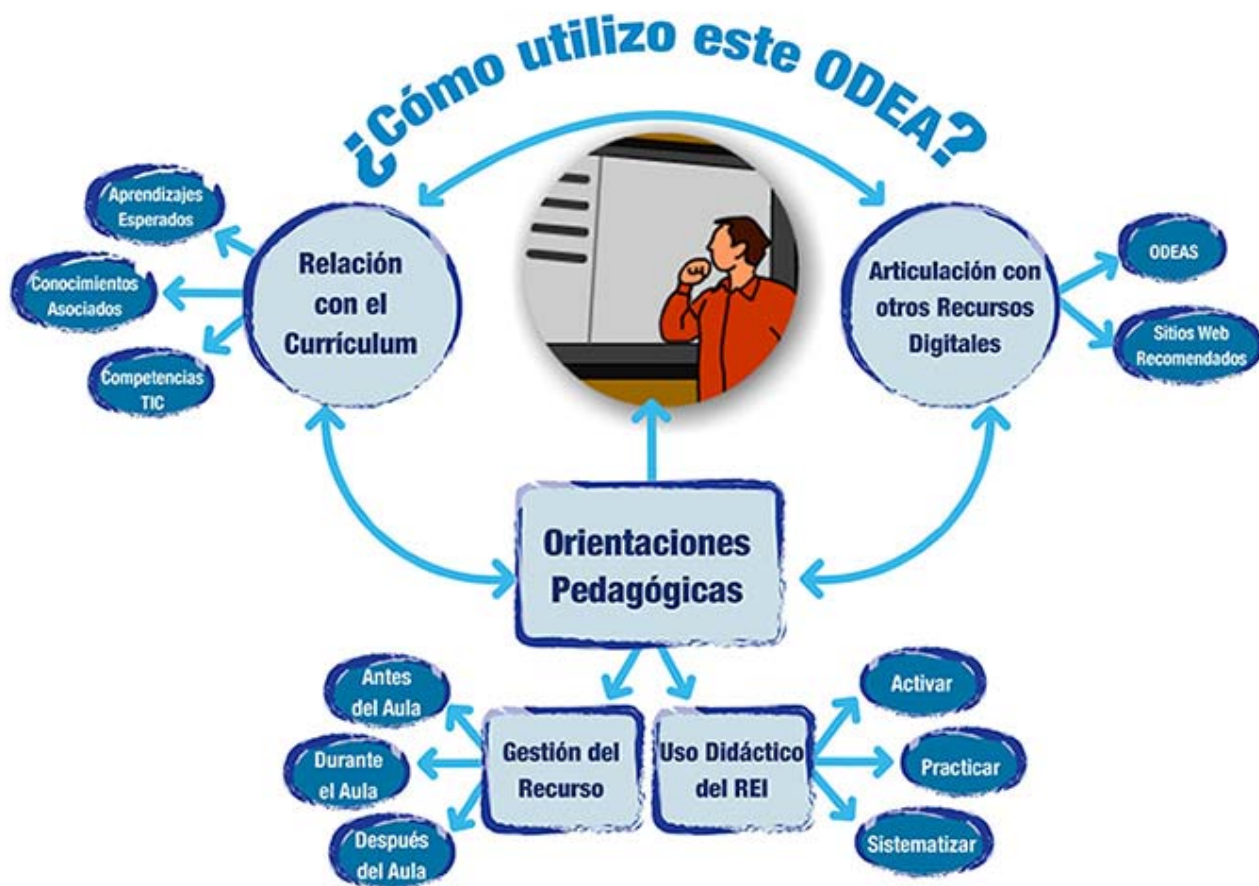 ¿Cómo utilizo este ODEA?
Aprendizajes
Esperados
Conocimientos
Asociados
Competencias
TIC
Relación
con el
Currículum
Articulación con
otros Recursos
Digitales
ODEAS
Sitios Web
Recomendados
Orientaciones
Pedagógicas
Antes
del Aula
Durante
el Aula
Después
del Aula
Gestión del
Recurso
Uso Didáctico
del REI
Activar
Practicar
Sistematizar